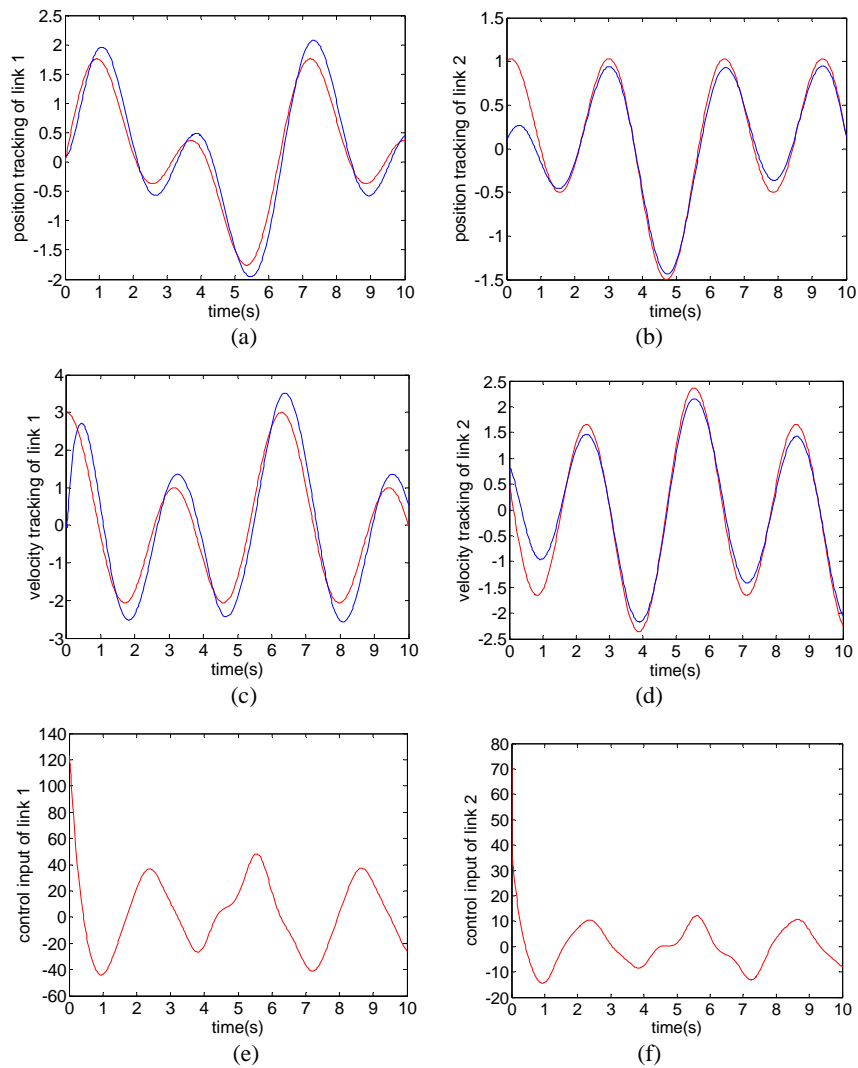 2.5
2
1.5
1
0.5
0
-0.5
-1
-1.5
-2
position tracking of link 1
0 1 2 3 4 5 6 7 8 9 10
time(s)
(a)
1.5
1
0.5
0
-0.5
-1
-1.5
position tracking of link 2
0 1 2 3 4 5 6 7 8 9 10
time(s)
(b)
4
3
2
1
0
-1
-2
-3
velocity tracking of link 1
0 1 2 3 4 5 6 7 8 9 10
time(s)
(c)
2.5
2
1.5
1
0.5
0
-0.5
-1
-1.5
-2
-2.5
velocity tracking of link 2
0 1 2 3 4 5 6 7 8 9 10
time(s)
(d)
140
120
100
80
60
40
20
0
-20
-40
-60
control input of link 1
0 1 2 3 4 5 6 7 8 9 10
time(s)
(e)
80
70
60
50
40
30
20
10
0
-10
-20
control input of link 2
0 1 2 3 4 5 6 7 8 9 10
time(s)
(f)